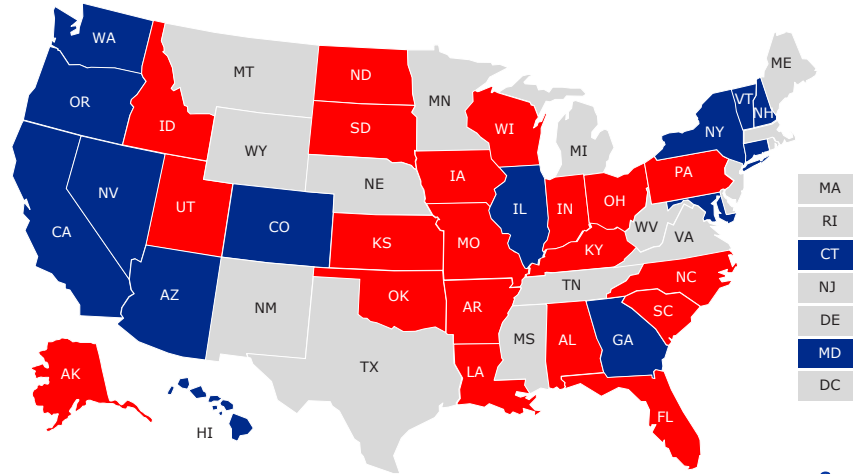 WA
OR
CA
NV
ID
MT
WY
UT
AZ
CO
NM
ND
SD
NE
KS
OK
TX
MN
IA
MO
AR
LA
WI
IL
MI
IN
OH
KY
TN
MS
AL
GA
FL
SC
NC
VA
WV
PA
NY
VT
NH
ME
AK
HI
MA
RI
CT
NJ
DE
MD
DC